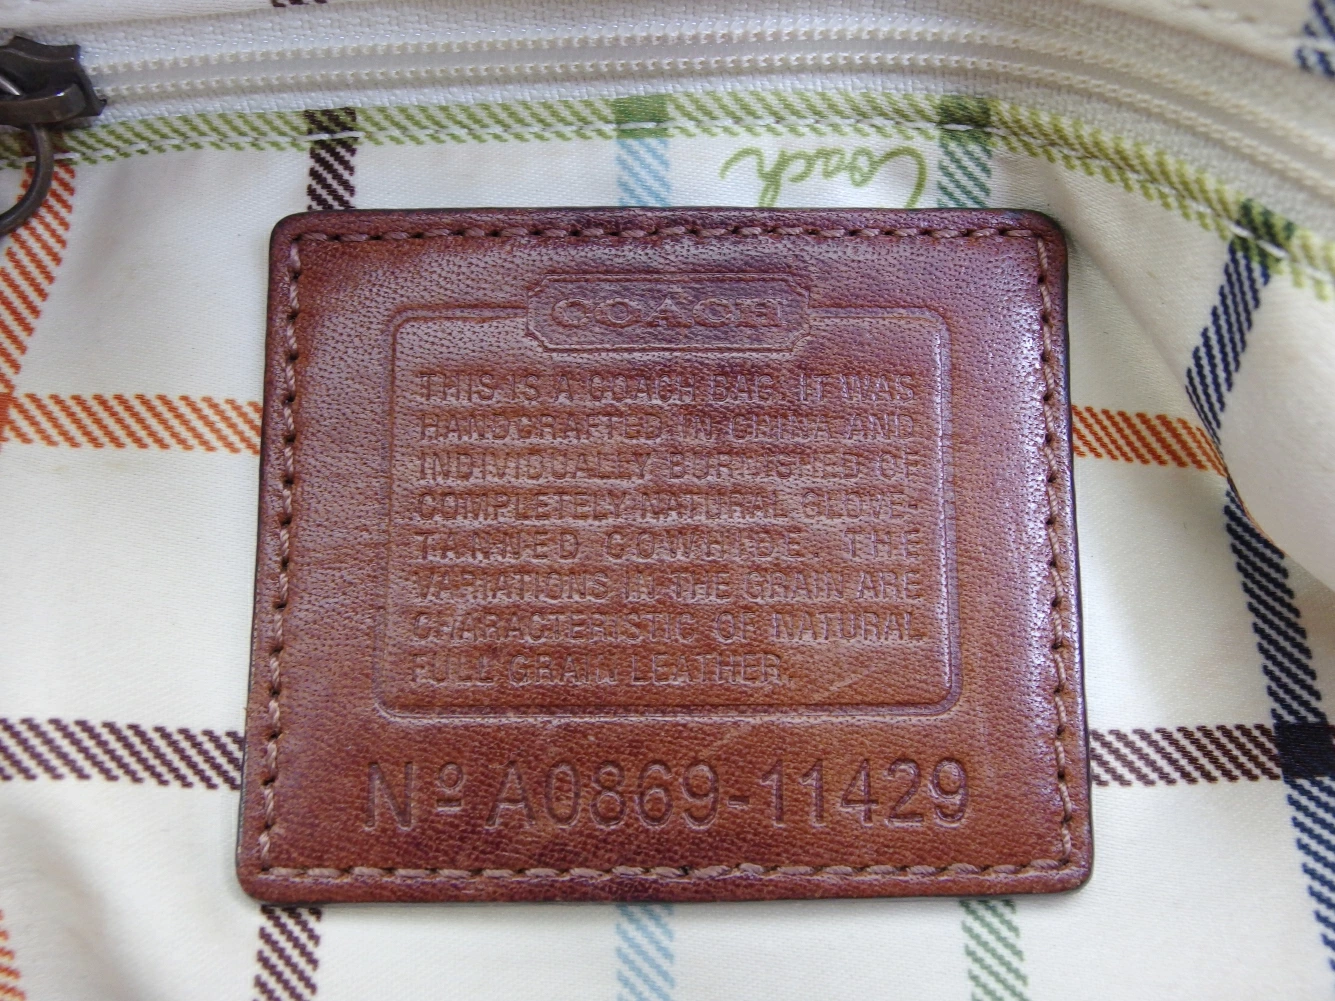 Coach
COACH
THIS IS A COACH BAG. IT WAS
HANDCRAFTED IN CHINA AND
INDIVIDUALLY BURNISHED OF
COMPLETELY NATURAL GLOVE-
TANNED COWHIDE. THE
VARIATIONS IN THE GRAIN ARE
CHARACTERISTIC OF NATURAL
FULL GRAIN LEATHER.
Nº A0869-11429